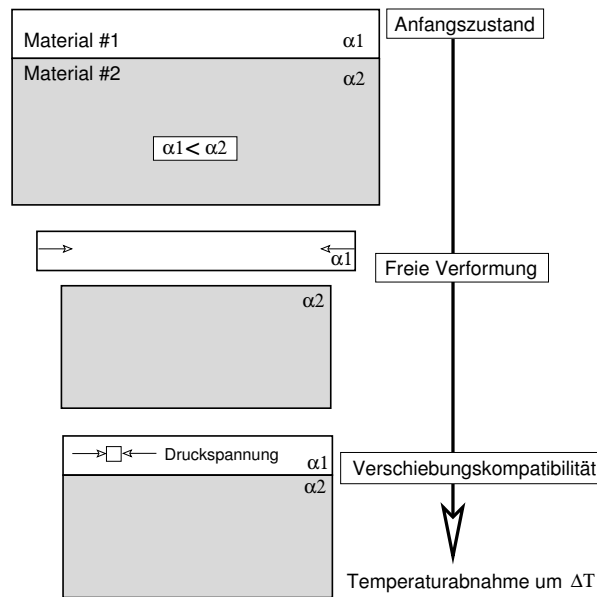 Anfangszustand
Material #1 α1
Material #2 α2
α1< α2
α1
Freie Verformung
α2
Druckspannung α1
Verschiebungskompatibilität
α2
Temperaturabnahme um ΔT